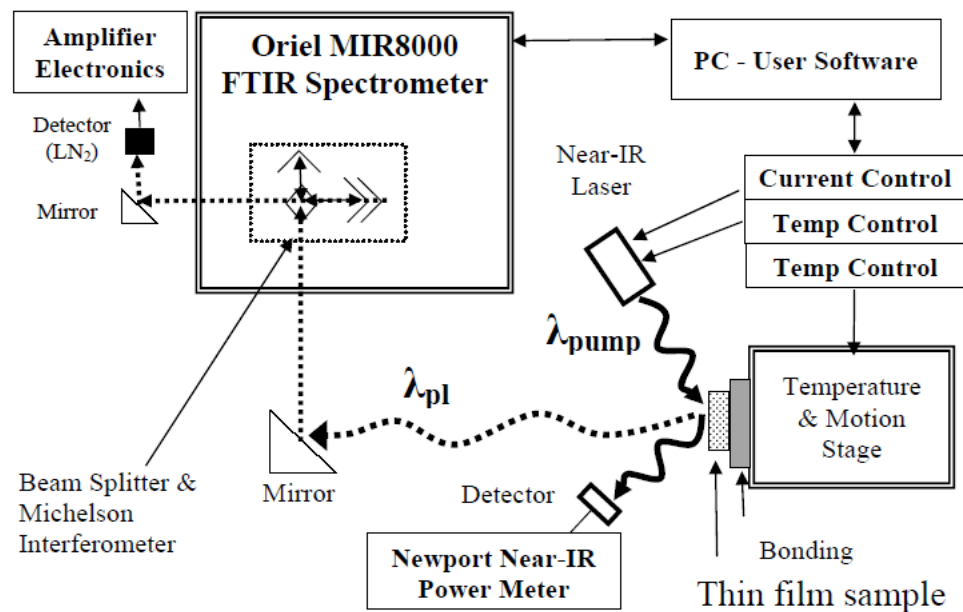 Amplifier
Electronics
Oriel MIR8000
FTIR Spectrometer
PC - User Software
Detector
(LN₂)
Mirror
Near-IR
Laser
Current Control
Temp Control
Temp Control
λpump
λpl
Temperature
& Motion
Stage
Mirror
Beam Splitter &
Michelson
Interferometer
Detector
Newport Near-IR
Power Meter
Bonding
Thin film sample